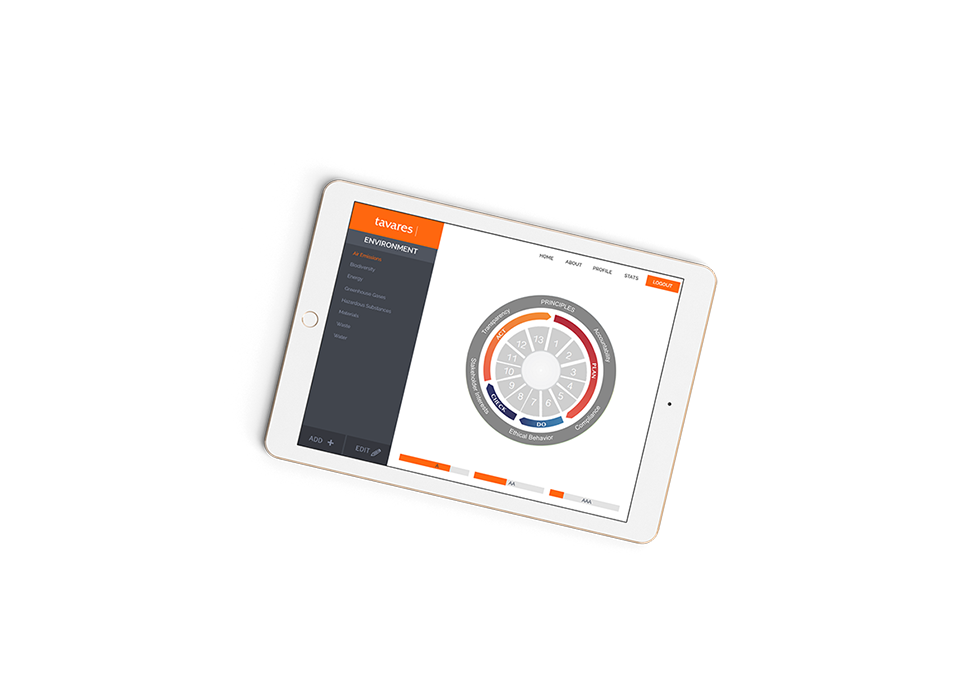 tavares
ENVIRONMENT
Air Emissions
Biodiversity
Energy
Greenhouse Gases
Hazardous Substances
Materials
Waste
Water
ADD +
EDIT
HOME ABOUT PROFILE STATS LOGOUT
PRINCIPLES
Transparency
Accountability
Stakeholder Interests
Compliance
Ethical Behavior
ACT
PLAN
CHECK
DO
1
2
3
4
5
6
7
8
9
10
11
12
13
A
AA
AAA